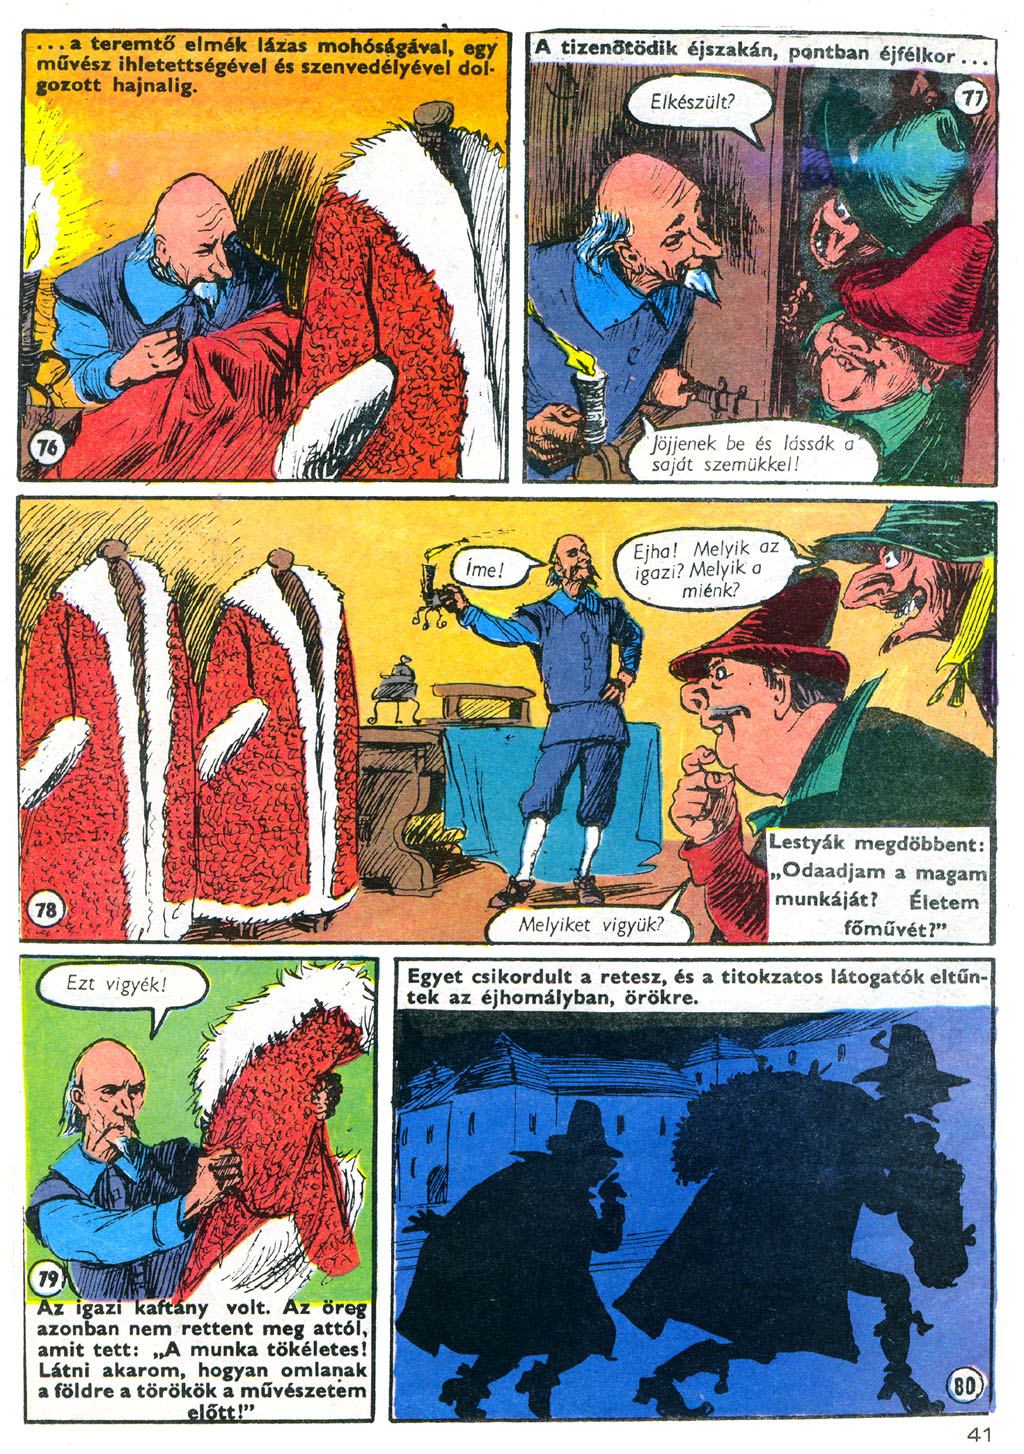 ...a teremtő elmék lázas mohóságával, egy
művész ihletettségével és szenvedélyével dol-
gozott hajnalig.
76
A tizenötödik éjszakán, pontban éjfélkor...
77
Elkészült?
Jöjjenek be és lássák a
saját szemükkel!
Íme!
Ejha! Melyik az
igazi? Melyik a
miénk?
Melyiket vigyük?
Lestyák megdöbbent:
„Odaadjam a magam
munkáját? Életem
főművét?”
78
Ezt vigyék!
79
Az igazi kaftány volt. Az öreg
azonban nem rettent meg attól,
amit tett: „A munka tökéletes!
Látni akarom, hogyan omlanak
a földre a törökök a művészetem
előtt!”
Egyet csikordult a retesz, és a titokzatos látogatók eltűn-
tek az éjhomályban, örökre.
80
41